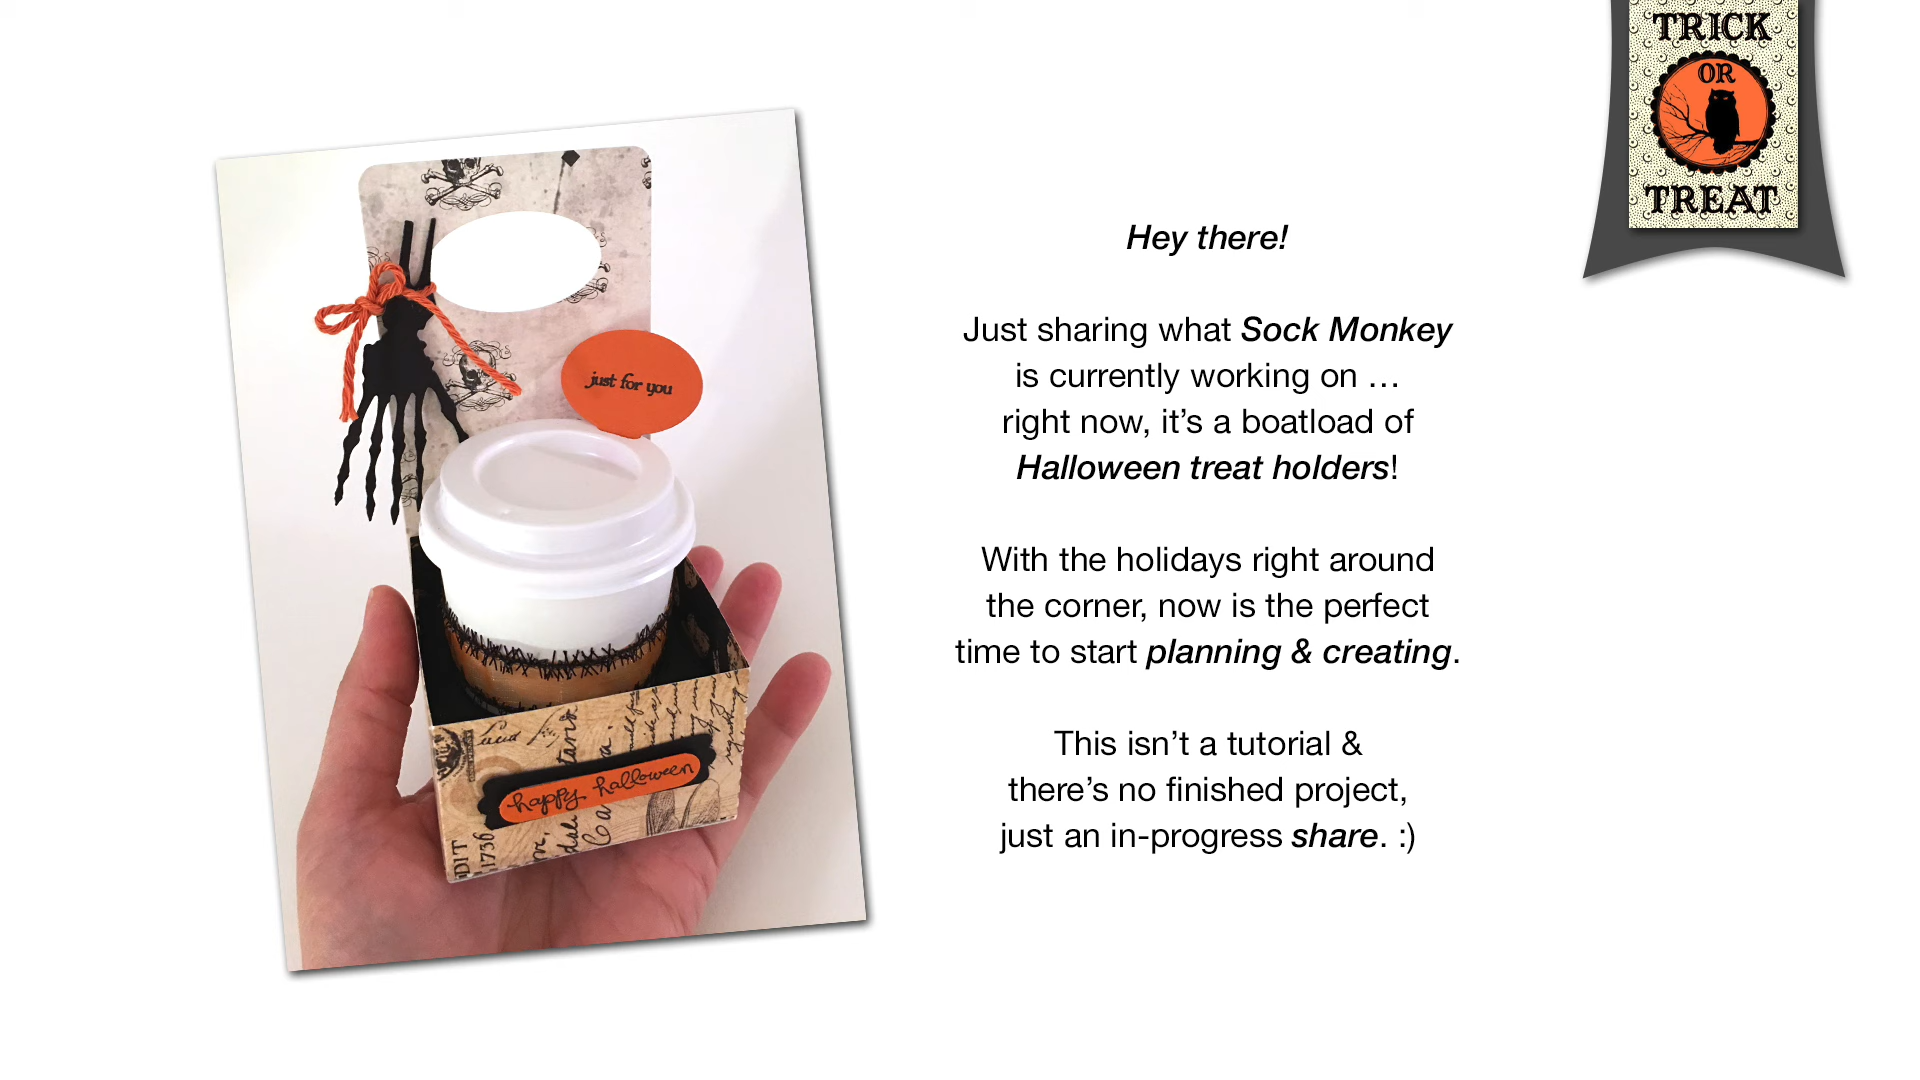 TRICK
OR
TREAT
Hey there!
Just sharing what Sock Monkey
is currently working on …
right now, it’s a boatload of
Halloween treat holders!
With the holidays right around
the corner, now is the perfect
time to start planning & creating.
This isn’t a tutorial &
there’s no finished project,
just an in-progress share. :)
just for you
happy halloween
DIT
1736